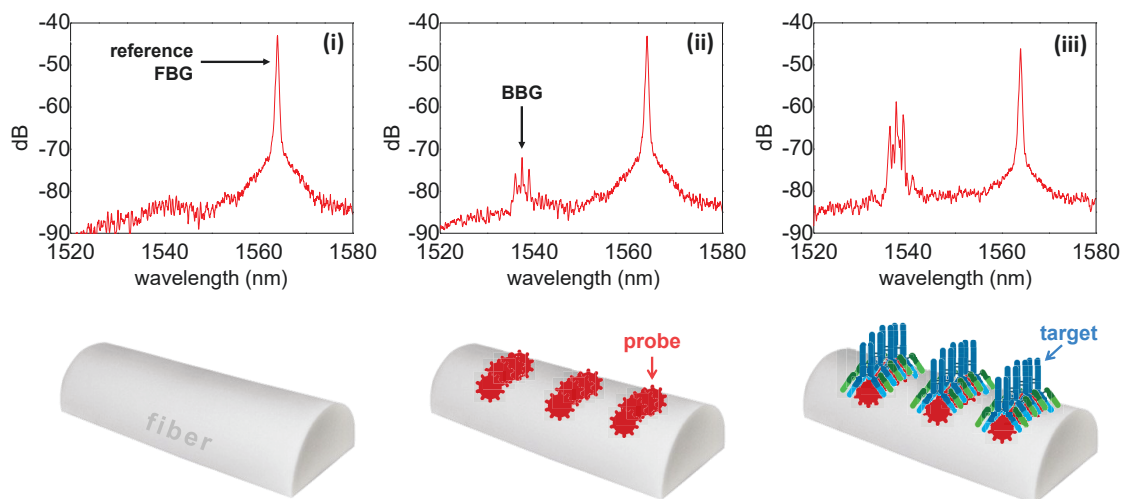 -40
-50
-60
-70
-80
-90
dB
(i)
reference
FBG
1520
1540
1560
1580
wavelength (nm)
-40
-50
-60
-70
-80
-90
dB
(ii)
BBG
1520
1540
1560
1580
wavelength (nm)
-40
-50
-60
-70
-80
-90
dB
(iii)
1520
1540
1560
1580
wavelength (nm)
fiber
probe
target